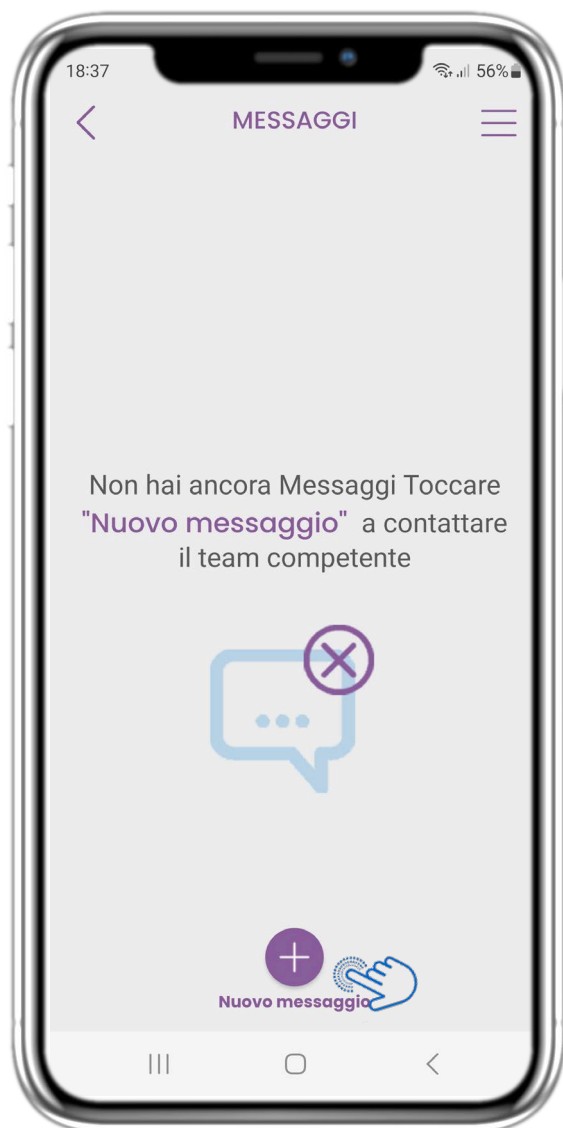 18:37 56%
MESSAGGI
Non hai ancora Messaggi Toccare
"Nuovo messaggio" a contattare
il team competente
Nuovo messaggio